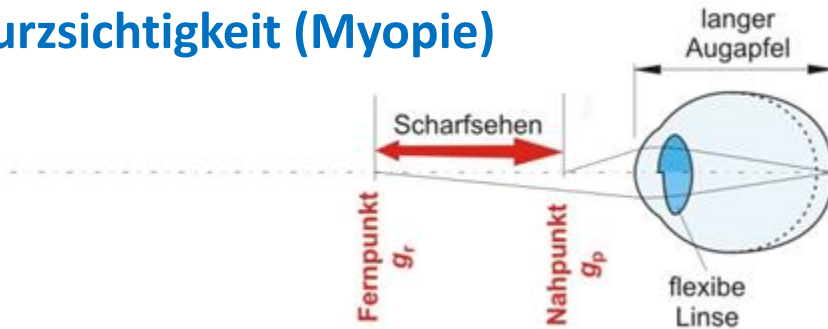 urzsichtigkeit (Myopie)
langer
Augapfel
Scharfsehen
Fernpunkt
gr
Nahpunkt
gp
flexibe
Linse